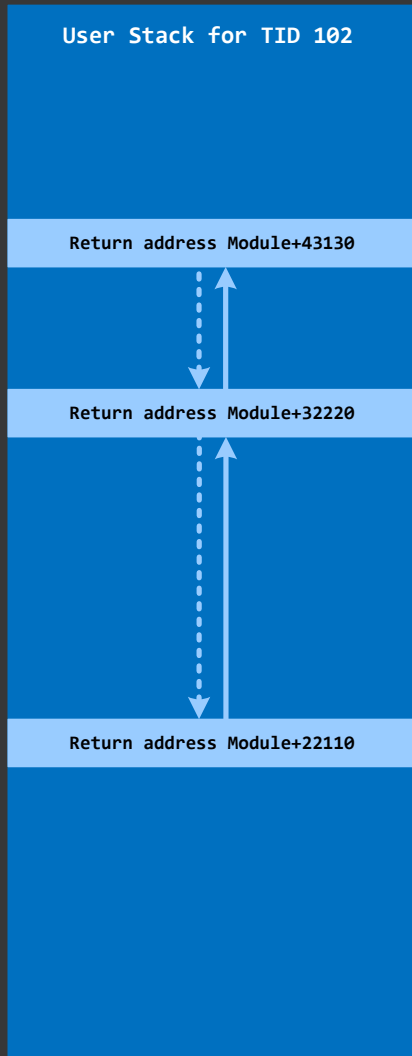 User Stack for TID 102
Return address Module+43130
Return address Module+32220
Return address Module+22110